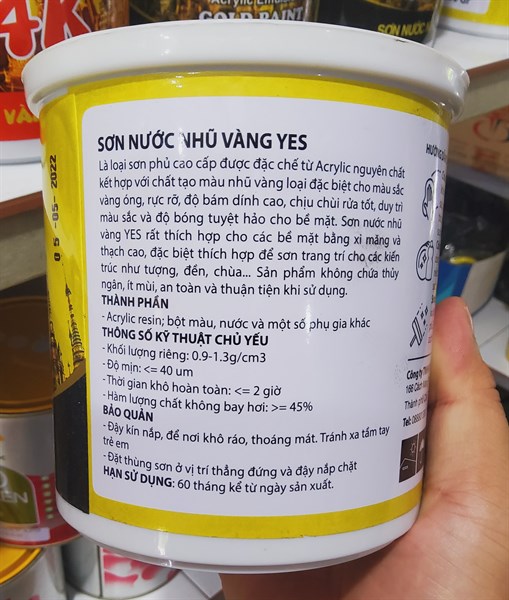 4K
Acrylic Emulsion
GOLD PAINT
SƠN NƯỚC
05-05-2022
SƠN NƯỚC NHŨ VÀNG YES
Là loại sơn phủ cao cấp được đặc chế từ Acrylic nguyên chất
kết hợp với chất tạo màu nhũ vàng loại đặc biệt cho màu sắc
vàng óng, rực rỡ, độ bám dính cao, chịu chùi rửa tốt, duy trì
màu sắc và độ bóng tuyệt hảo cho bề mặt. Sơn nước nhũ
vàng YES rất thích hợp cho các bề mặt bằng xi măng và
thạch cao, đặc biệt thích hợp để sơn trang trí cho các kiến
trúc như tượng, đền, chùa... Sản phẩm không chứa thủy
ngân, ít mùi, an toàn và thuận tiện khi sử dụng.
THÀNH PHẦN
- Acrylic resin; bột màu, nước và một số phụ gia khác
THÔNG SỐ KỸ THUẬT CHỦ YẾU
- Khối lượng riêng: 0.9-1.3g/cm3
- Độ mịn: <= 40 um
- Thời gian khô hoàn toàn: <= 2 giờ
- Hàm lượng chất không bay hơi: >= 45%
BẢO QUẢN
- Đậy kín nắp, để nơi khô ráo, thoáng mát. Tránh xa tầm tay
trẻ em
- Đặt thùng sơn ở vị trí thẳng đứng và đậy nắp chặt
HẠN SỬ DỤNG: 60 tháng kể từ ngày sản xuất.
Công ty
Tel: